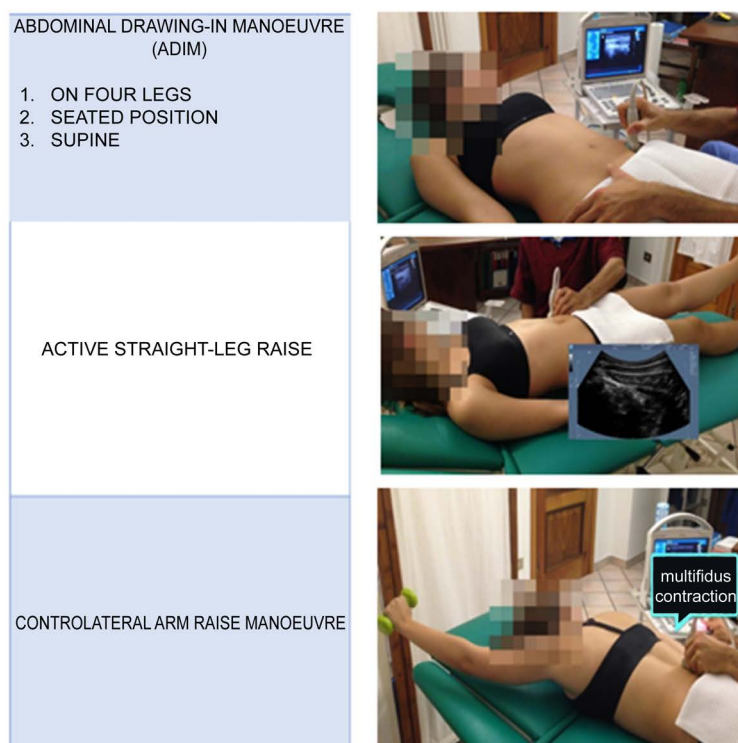 ABDOMINAL DRAWING-IN MANOEUVRE
(ADIM)
1. ON FOUR LEGS
2. SEATED POSITION
3. SUPINE
ACTIVE STRAIGHT-LEG RAISE
multifidus
contraction
CONTROLATERAL ARM RAISE MANOEUVRE